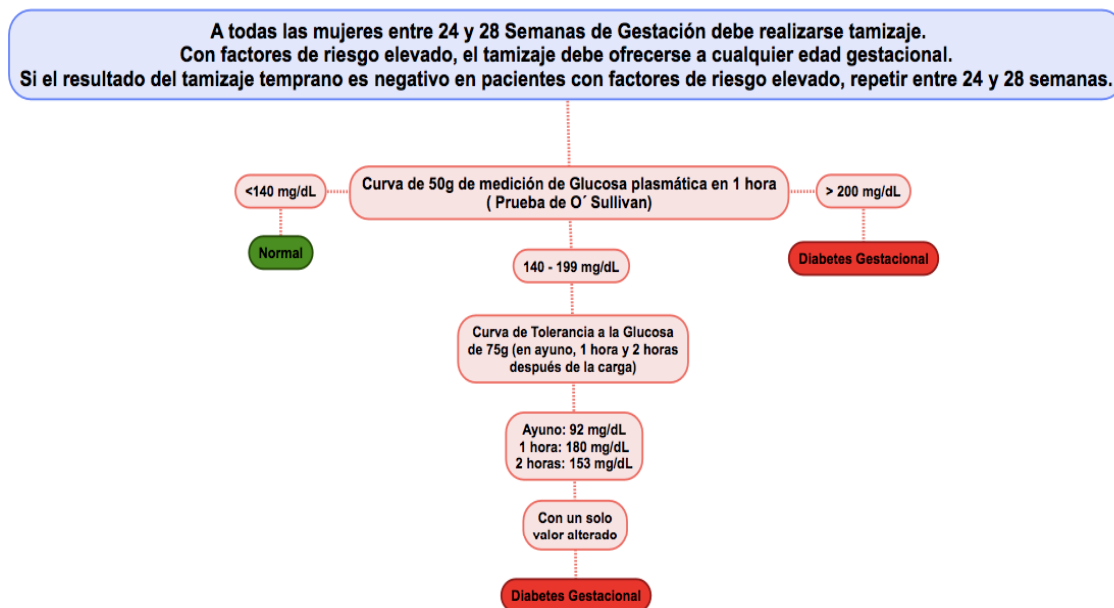 A todas las mujeres entre 24 y 28 Semanas de Gestación debe realizarse tamizaje.
Con factores de riesgo elevado, el tamizaje debe ofrecerse a cualquier edad gestacional.
Si el resultado del tamizaje temprano es negativo en pacientes con factores de riesgo elevado, repetir entre 24 y 28 semanas.
<140 mg/dL
Curva de 50g de medición de Glucosa plasmática en 1 hora
( Prueba de O´ Sullivan)
> 200 mg/dL
Normal
140 - 199 mg/dL
Diabetes Gestacional
Curva de Tolerancia a la Glucosa
de 75g (en ayuno, 1 hora y 2 horas
después de la carga)
Ayuno: 92 mg/dL
1 hora: 180 mg/dL
2 horas: 153 mg/dL
Con un solo
valor alterado
Diabetes Gestacional